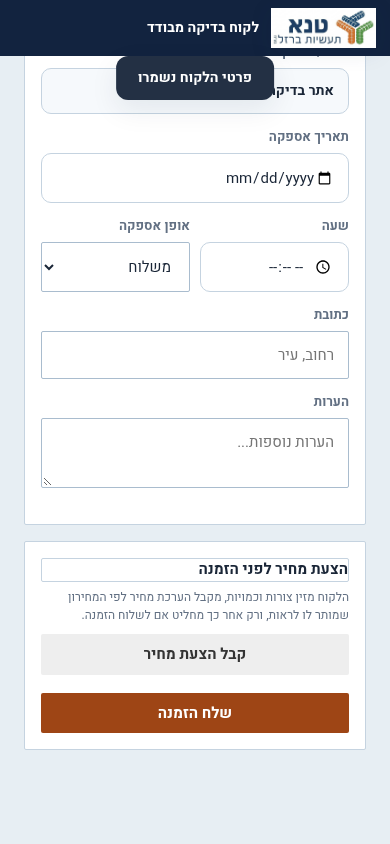 טנא
תעשיות ברזל
לקוח בדיקה מבודד
פרטי הלקוח נשמרו
אתר בדיקה
תאריך אספקה
mm/dd/yyyy
שעה
אופן אספקה
--:-- --
משלוח
כתובת
רחוב, עיר
הערות
הערות נוספות...
הצעת מחיר לפני הזמנה
הלקוח מזין צורות וכמויות, מקבל הערכת מחיר לפי המחירון
שמותר לו לראות, ורק אחר כך מחליט אם לשלוח הזמנה.
קבל הצעת מחיר
שלח הזמנה